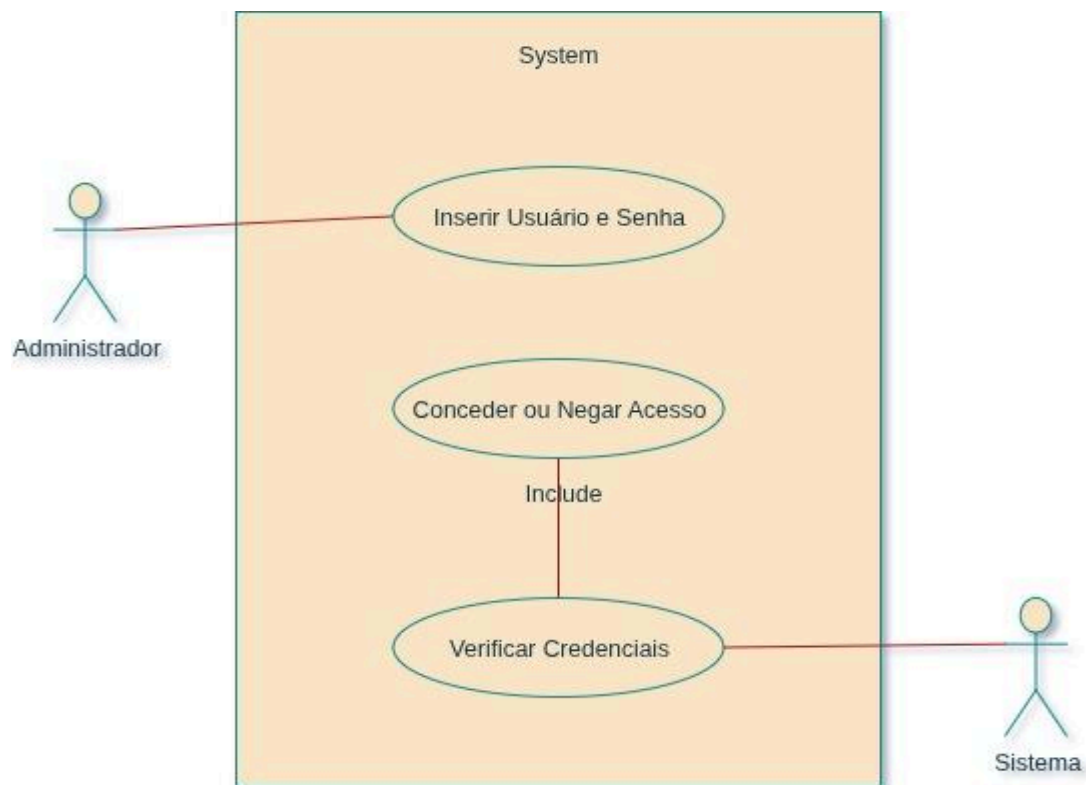 System
Inserir Usuário e Senha
Administrador
Conceder ou Negar Acesso
Include
Verificar Credenciais
Sistema